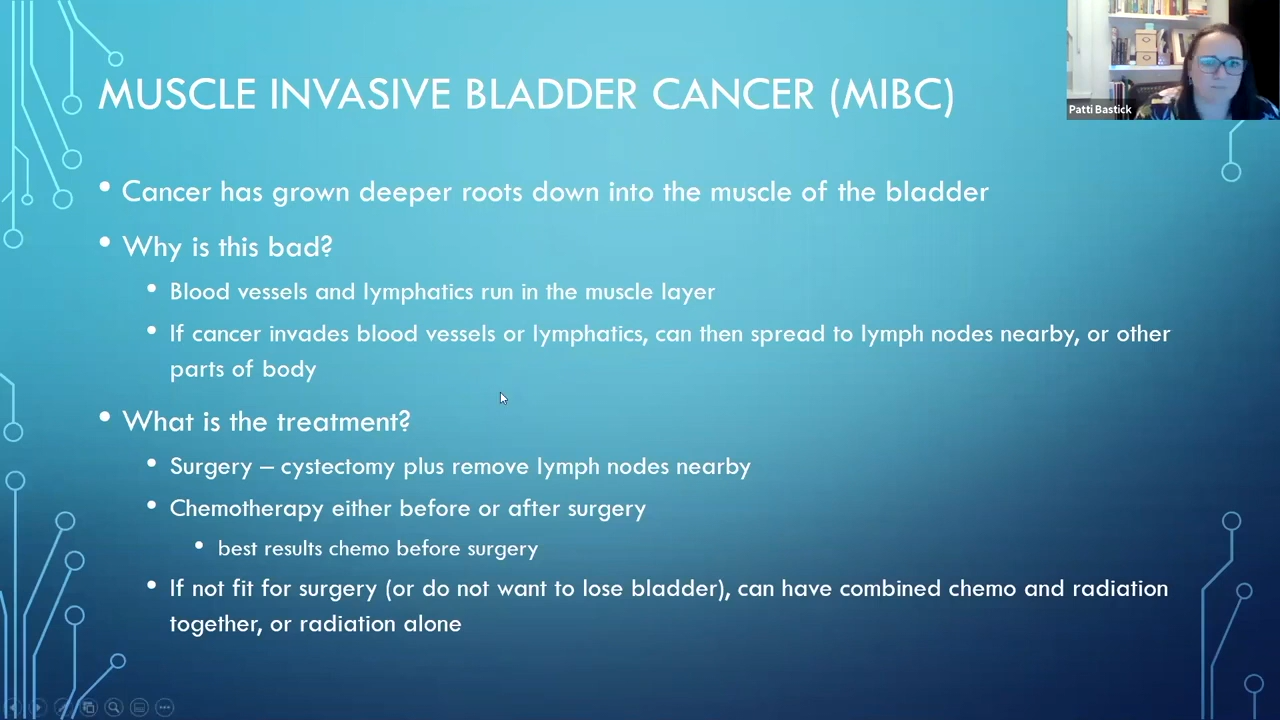 MUSCLE INVASIVE BLADDER CANCER (MIBC)
Patti Bastick
• Cancer has grown deeper roots down into the muscle of the bladder
• Why is this bad?
• Blood vessels and lymphatics run in the muscle layer
• If cancer invades blood vessels or lymphatics, can then spread to lymph nodes nearby, or other
parts of body
• What is the treatment?
• Surgery – cystectomy plus remove lymph nodes nearby
• Chemotherapy either before or after surgery
• best results chemo before surgery
• If not fit for surgery (or do not want to lose bladder), can have combined chemo and radiation
together, or radiation alone